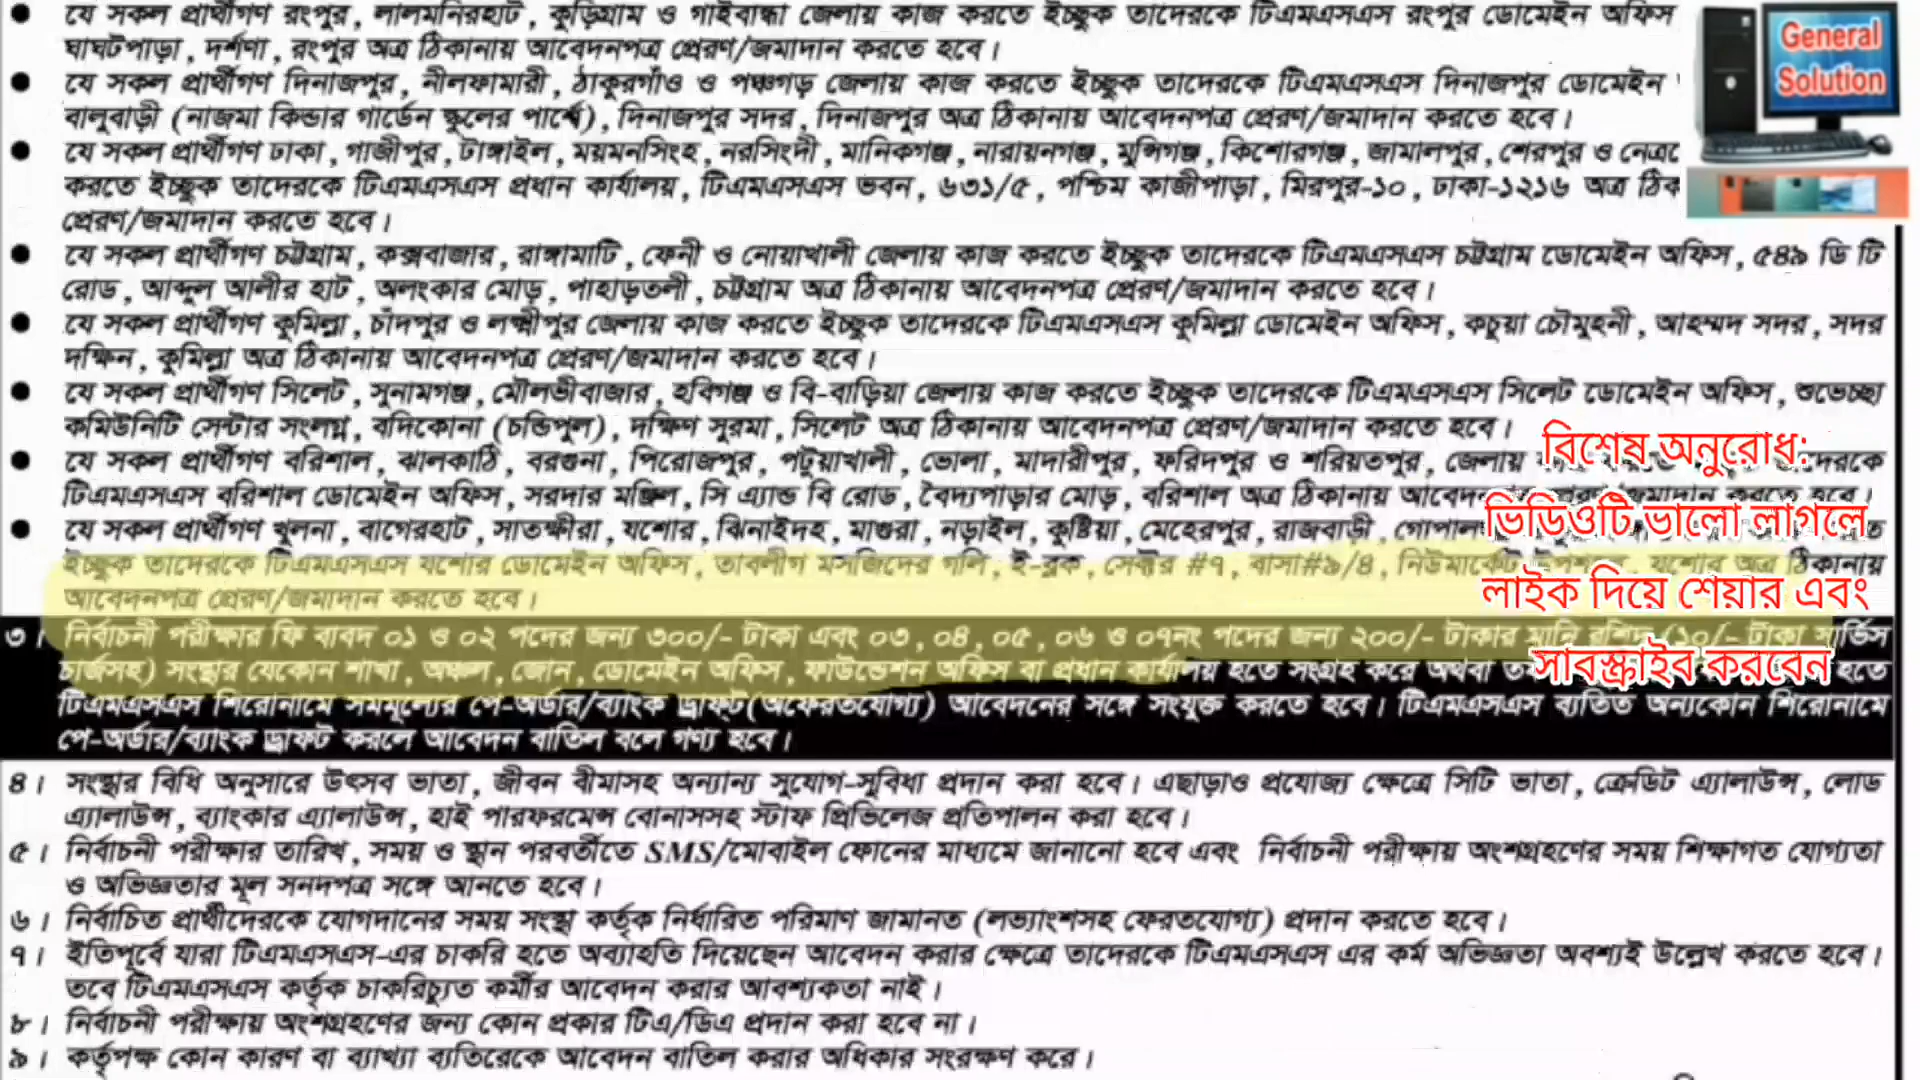 যে সকল প্রার্থীগণ রংপুর, লালমনিরহাট, কুড়িগ্রাম ও গাইবান্ধা জেলায় কাজ করতে ইচ্ছুক তাদেরকে টিএমএসএস রংপুর ডোমেইন অফিস
ঘাঘটপাড়া, দর্শণা, রংপুর অত্র ঠিকানায় আবেদনপত্র প্রেরণ/জমাদান করতে হবে।
যে সকল প্রার্থীগণ দিনাজপুর, নীলফামারী, ঠাকুরগাঁও ও পঞ্চগড় জেলায় কাজ করতে ইচ্ছুক তাদেরকে টিএমএসএস দিনাজপুর ডোমেইন
বালুবাড়ী (নাজমা কিন্ডার গার্ডেন স্কুলের পার্শ্বে), দিনাজপুর সদর, দিনাজপুর অত্র ঠিকানায় আবেদনপত্র প্রেরণ/জমাদান করতে হবে।
যে সকল প্রার্থীগণ ঢাকা, গাজীপুর, টাঙ্গাইল, ময়মনসিংহ, নরসিংদী, মানিকগঞ্জ, নারায়নগঞ্জ, মুন্সিগঞ্জ, কিশোরগঞ্জ, জামালপুর, শেরপুর ও
করতে ইচ্ছুক তাদেরকে টিএমএসএস প্রধান কার্যালয়, টিএমএসএস ভবন, ৬৩১/৫, পশ্চিম কাজীপাড়া, মিরপুর-১০, ঢাকা-১২১৬ অত্র
প্রেরণ/জমাদান করতে হবে।
যে সকল প্রার্থীগণ চট্টগ্রাম, কক্সবাজার, রাঙ্গামাটি, ফেনী ও নোয়াখালী জেলায় কাজ করতে ইচ্ছুক তাদেরকে টিএমএসএস চট্টগ্রাম ডোমেইন অফিস, ৫৪৯ ডি টি
রোড, আব্দুল আলীর হাট, অলংকার মোড়, পাহাড়তলী, চট্টগ্রাম অত্র ঠিকানায় আবেদনপত্র প্রেরণ/জমাদান করতে হবে।
যে সকল প্রার্থীগণ কুমিল্লা, চাঁদপুর ও লক্ষ্মীপুর জেলায় কাজ করতে ইচ্ছুক তাদেরকে টিএমএসএস কুমিল্লা ডোমেইন অফিস, কচুয়া চৌমুহনী, আহম্মদ সদর, সদর
দক্ষিন, কুমিল্লা অত্র ঠিকানায় আবেদনপত্র প্রেরণ/জমাদান করতে হবে।
যে সকল প্রার্থীগণ সিলেট, সুনামগঞ্জ, মৌলভীবাজার, হবিগঞ্জ ও বি-বাড়িয়া জেলায় কাজ করতে ইচ্ছুক তাদেরকে টিএমএসএস সিলেট ডোমেইন অফিস, শুভেচ্ছা
কমিউনিটি সেন্টার সংলগ্ন, বদিকোনা (চন্ডিপুল), দক্ষিণ সুরমা, সিলেট অত্র ঠিকানায় আবেদনপত্র প্রেরণ/জমাদান করতে হবে।
যে সকল প্রার্থীগণ বরিশাল, ঝালকাঠি, বরগুনা, পিরোজপুর, পটুয়াখালী, ভোলা, মাদারীপুর, ফরিদপুর ও শরিয়তপুর, জেলায়
টিএমএসএস বরিশাল ডোমেইন অফিস, সরদার মঞ্জিল, সি এ্যান্ড বি রোড, বৈদ্যপাড়ার মোড়, বরিশাল অত্র ঠিকানায়
যে সকল প্রার্থীগণ খুলনা, বাগেরহাট, সাতক্ষীরা, যশোর, ঝিনাইদহ, মাগুরা, নড়াইল, কুষ্টিয়া, মেহেরপুর, রাজবাড়ী,
ইচ্ছুক তাদেরকে টিএমএসএস যশোর ডোমেইন অফিস, তাবলীগ মসজিদের গলি, ই-ব্লক, সেক্টর #৭, বাসা#৯/৪, নিউমার্কেট যশোর অত্র ঠিকানায়
আবেদনপত্র প্রেরণ/জমাদান করতে হবে।
৩। নির্বাচনী পরীক্ষার ফি বাবদ ০১ ও ০২ পদের জন্য ৩০০/- টাকা এবং ০৩, ০৪, ০৫, ০৬ ও ০৭নং পদের জন্য ২০০/- টাকার মানি রশিদ (১০/- টাকা সার্ভিস
চার্জসহ) সংস্থার যেকোন শাখা, অঞ্চল, জোন, ডোমেইন অফিস, ফাউন্ডেশন অফিস বা প্রধান কার্যালয় হতে সংগ্রহ করে অথবা হতে
টিএমএসএস শিরোনামে সমমূল্যের পে-অর্ডার/ব্যাংক ড্রাফ্ট(অফেরতযোগ্য) আবেদনের সঙ্গে সংযুক্ত করতে হবে। টিএমএসএস ব্যতিত অন্যকোন শিরোনামে
পে-অর্ডার/ব্যাংক ড্রাফট করলে আবেদন বাতিল বলে গণ্য হবে।
৪। সংস্থার বিধি অনুসারে উৎসব ভাতা, জীবন বীমাসহ অন্যান্য সুযোগ-সুবিধা প্রদান করা হবে। এছাড়াও প্রযোজ্য ক্ষেত্রে সিটি ভাতা, ক্রেডিট এ্যালাউন্স, লোড
এ্যালাউন্স, ব্যাংকার এ্যালাউন্স, হাই পারফরমেন্স বোনাসসহ স্টাফ প্রিভিলেজ প্রতিপালন করা হবে।
৫। নির্বাচনী পরীক্ষার তারিখ, সময় ও স্থান পরবর্তীতে SMS/মোবাইল ফোনের মাধ্যমে জানানো হবে এবং নির্বাচনী পরীক্ষায় অংশগ্রহণের সময় শিক্ষাগত যোগ্যতা
ও অভিজ্ঞতার মূল সনদপত্র সঙ্গে আনতে হবে।
৬। নির্বাচিত প্রার্থীদেরকে যোগদানের সময় সংস্থা কর্তৃক নির্ধারিত পরিমাণ জামানত (লভ্যাংশসহ ফেরতযোগ্য) প্রদান করতে হবে।
৭। ইতিপূর্বে যারা টিএমএসএস-এর চাকরি হতে অব্যাহতি দিয়েছেন আবেদন করার ক্ষেত্রে তাদেরকে টিএমএসএস এর কর্ম অভিজ্ঞতা অবশ্যই উল্লেখ করতে হবে।
তবে টিএমএসএস কর্তৃক চাকরিচ্যুত কর্মীর আবেদন করার আবশ্যকতা নাই।
৮। নির্বাচনী পরীক্ষায় অংশগ্রহণের জন্য কোন প্রকার টিএ/ডিএ প্রদান করা হবে না।
৯। কর্তৃপক্ষ কোন কারণ বা ব্যাখ্যা ব্যতিরেকে আবেদন বাতিল করার অধিকার সংরক্ষণ করে।
General
Solution
বিশেষ অনুরোধ:
ভিডিওটি ভালো লাগলে
লাইক দিয়ে শেয়ার এবং
সাবস্ক্রাইব করবেন